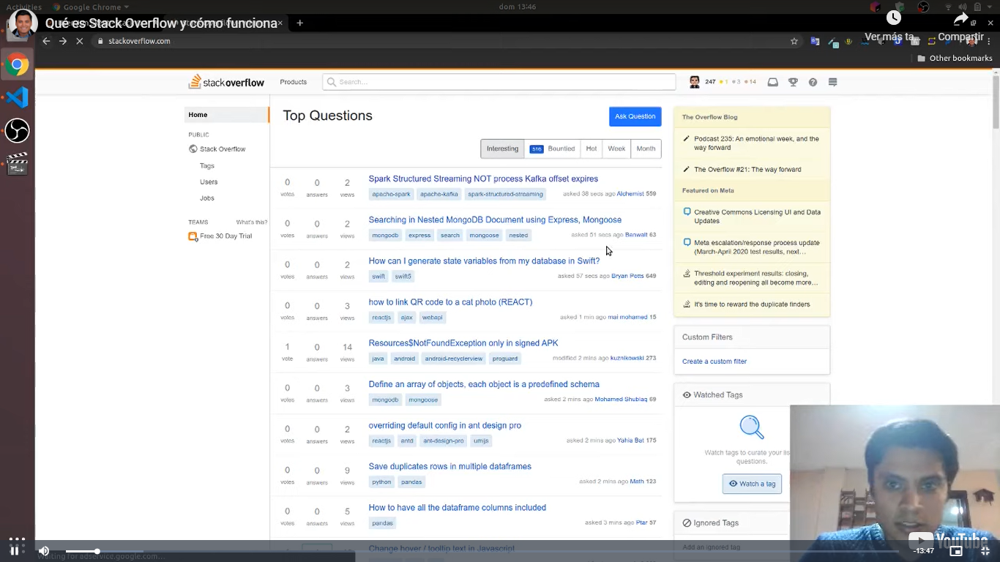 Activities
Google Chrome
dom 13:46
Qué es Stack Overflow y cómo funciona
Ver más ta...
Compartir
stackoverflow.com
Other bookmarks
stackoverflow
Products
Search...
247
1
3
14
Home
PUBLIC
Stack Overflow
Tags
Users
Jobs
TEAMS
What's this?
Free 30 Day Trial
Top Questions
Ask Question
Interesting
516 Bountied
Hot
Week
Month
0 votes 0 answers 2 views
Spark Structured Streaming NOT process Kafka offset expires
apache-spark apache-kafka spark-structured-streaming
asked 38 secs ago Alchemist 559
0 votes 0 answers 2 views
Searching in Nested MongoDB Document using Express, Mongoose
mongodb express search mongoose nested
asked 51 secs ago Banwait 63
0 votes 0 answers 2 views
How can I generate state variables from my database in Swift?
swift swift5
asked 57 secs ago Bryan Potts 649
0 votes 0 answers 3 views
how to link QR code to a cat photo (REACT)
reactjs ajax webapi
asked 1 min ago mai mohamed 15
1 vote 0 answers 14 views
Resources$NotFoundException only in signed APK
java android android-recyclerview proguard
modified 2 mins ago kuznikowski 273
0 votes 0 answers 3 views
Define an array of objects, each object is a predefined schema
mongodb mongoose
asked 2 mins ago Mohamed Shublaq 69
0 votes 0 answers 2 views
overriding default config in ant design pro
reactjs antd ant-design-pro umijs
asked 2 mins ago Yahia Bat 175
0 votes 0 answers 9 views
Save duplicates rows in multiple dataframes
python pandas
asked 2 mins ago Math 123
0 votes 0 answers 5 views
How to have all the dataframe columns included
pandas
asked 3 mins ago Ptar 57
Change hover / tooltip text in Javascript
The Overflow Blog
Podcast 235: An emotional week, and the
way forward
The Overflow #21: The way forward
Featured on Meta
Creative Commons Licensing UI and Data
Updates
Meta escalation/response process update
(March-April 2020 test results, next...
Threshold experiment results: closing,
editing and reopening all become more...
It's time to reward the duplicate finders
Custom Filters
Create a custom filter
Watched Tags
Watch tags to curate your lis
questions.
Watch a tag
Ignored Tags
Add an ignored tag
YouTube
-13:47
Waiting for adservice.google.com...